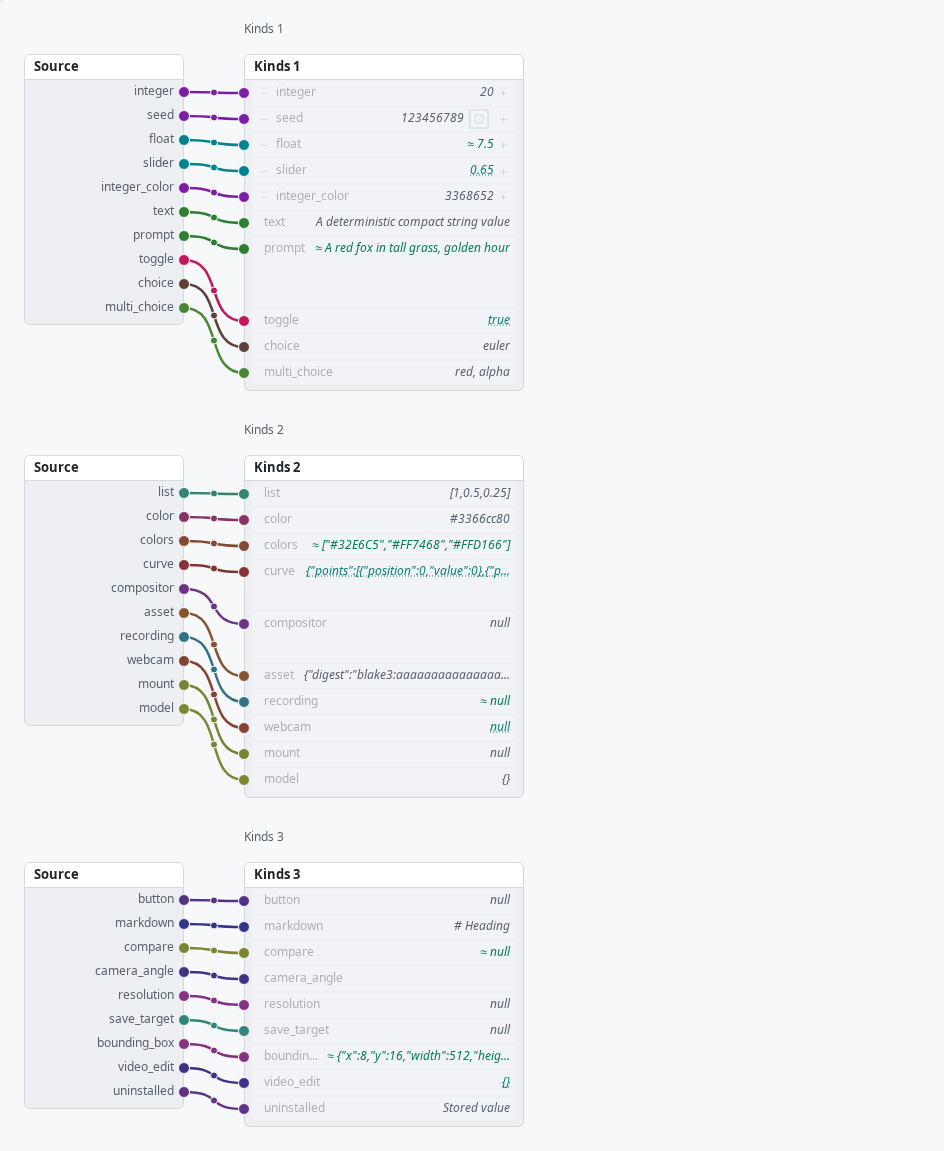 Kinds 1
Source
integer
seed
float
slider
integer_color
text
prompt
toggle
choice
multi_choice
Kinds 1
– integer 20 +
– seed 123456789 +
– float ≈ 7.5 +
– slider 0.65 +
– integer_color 3368652 +
text A deterministic compact string value
prompt ≈ A red fox in tall grass, golden hour
toggle true
choice euler
multi_choice red, alpha
Kinds 2
Source
list
color
colors
curve
compositor
asset
recording
webcam
mount
model
Kinds 2
list [1,0.5,0.25]
color #3366cc80
colors ≈ ["#32E6C5","#FF7468","#FFD166"]
curve {"points":[{"position":0,"value":0},{"p...
compositor null
asset {"digest":"blake3:aaaaaaaaaaaaaaa...
recording ≈ null
webcam null
mount null
model {}
Kinds 3
Source
button
markdown
compare
camera_angle
resolution
save_target
bounding_box
video_edit
uninstalled
Kinds 3
button null
markdown # Heading
compare ≈ null
camera_angle
resolution null
save_target null
boundin... ≈ {"x":8,"y":16,"width":512,"heig...
video_edit {}
uninstalled Stored value